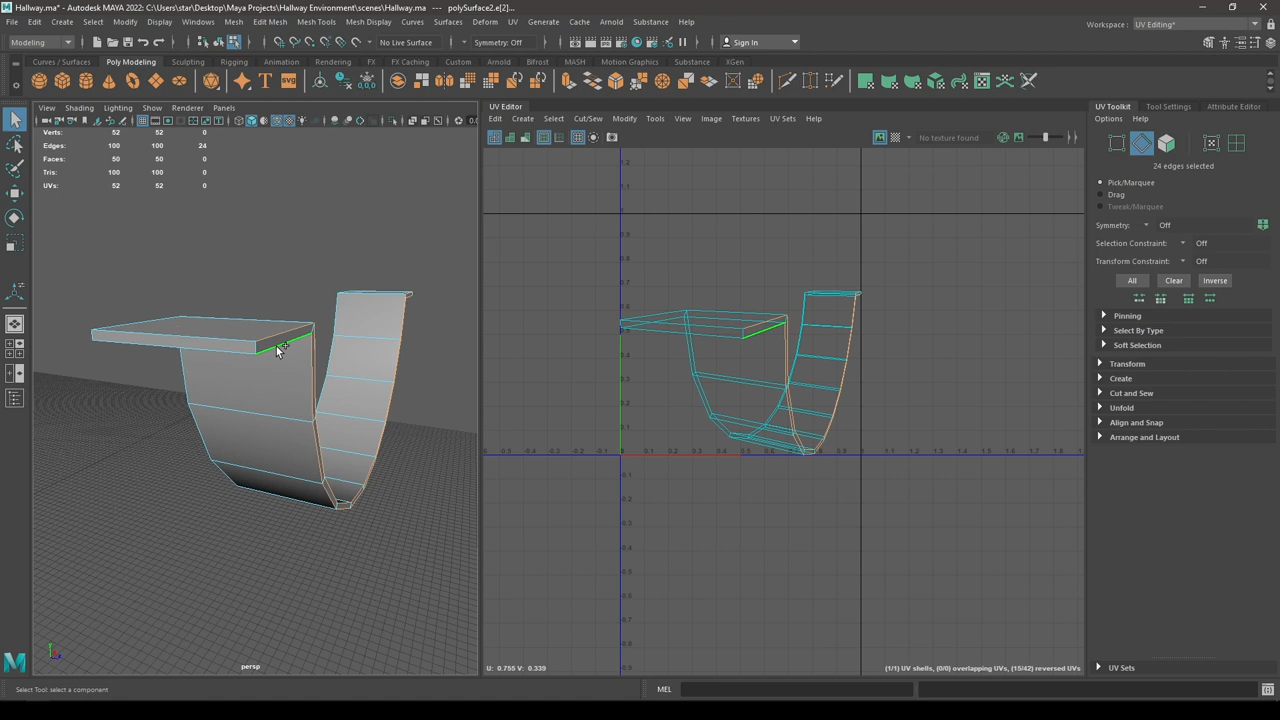 Hallway.ma* - Autodesk MAYA 2022: C:\Users\star\Desktop\Maya Projects\Hallway Environment\scenes\Hallway.ma --- polySurface2.e[2]...
File Edit Create Select Modify Display Windows Mesh Edit Mesh Mesh Tools Mesh Display Curves Surfaces Deform UV Generate Cache Arnold Substance Help
Workspace : UV Editing*
Modeling No Live Surface Symmetry: Off Sign In
Curves / Surfaces Poly Modeling Sculpting Rigging Animation Rendering FX FX Caching Custom Arnold Bifrost MASH Motion Graphics Substance XGen
View Shading Lighting Show Renderer Panels
UV Editor
UV Toolkit Tool Settings Attribute Editor
Edit Create Select Cut/Sew Modify Tools View Image Textures UV Sets Help
Options Help
No texture found
Verts: 52 52 0
Edges: 100 100 24
Faces: 50 50 0
Tris: 100 100 0
UVs: 52 52 0
24 edges selected
Pick/Marquee
Drag
Tweak/Marquee
Symmetry: Off
Selection Constraint: Off
Transform Constraint: Off
All Clear Inverse
Pinning
Select By Type
Soft Selection
Transform
Create
Cut and Sew
Unfold
Align and Snap
Arrange and Layout
persp
U: 0.755 V: 0.339
(1/1) UV shells, (0/0) overlapping UVs, (15/42) reversed UVs
UV Sets
Select Tool: select a component
MEL